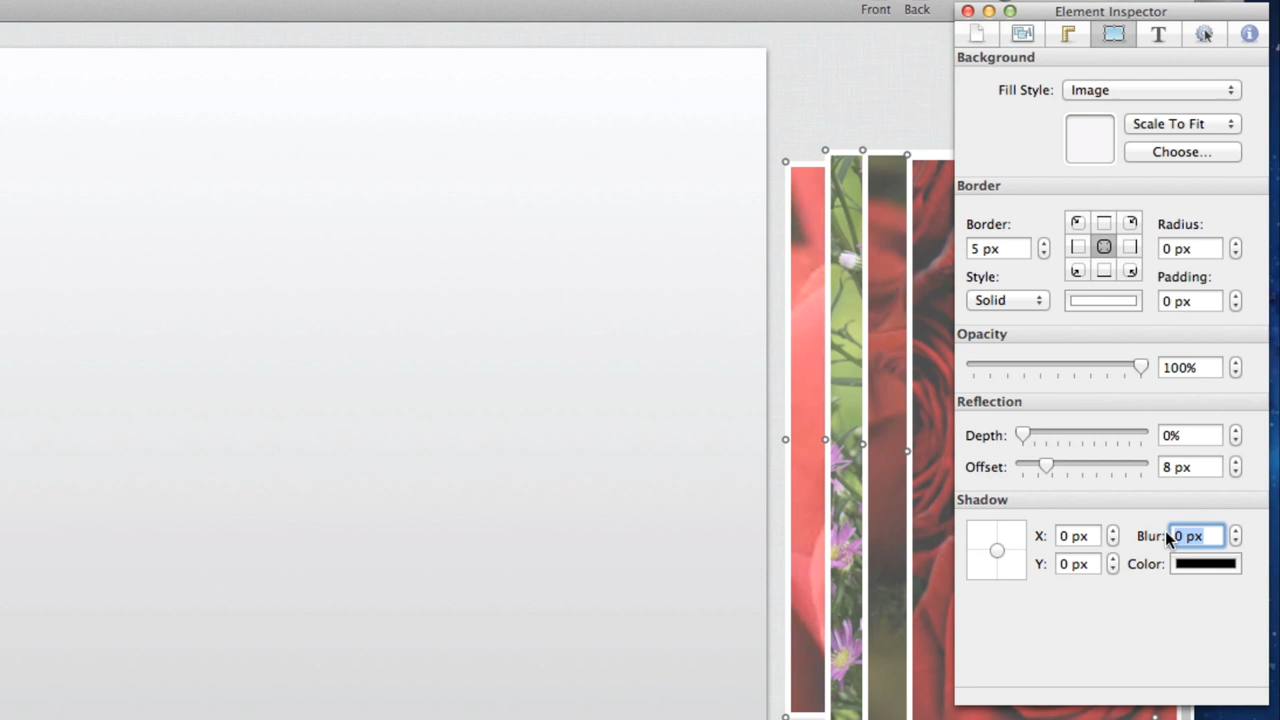 Front Back
Element Inspector
T
Background
Fill Style: Image
Scale To Fit
Choose...
Border
Border: Radius:
5 px 0 px
Style: Padding:
Solid 0 px
Opacity
100%
Reflection
Depth: 0%
Offset: 8 px
Shadow
X: 0 px Blur: 0 px
Y: 0 px Color: